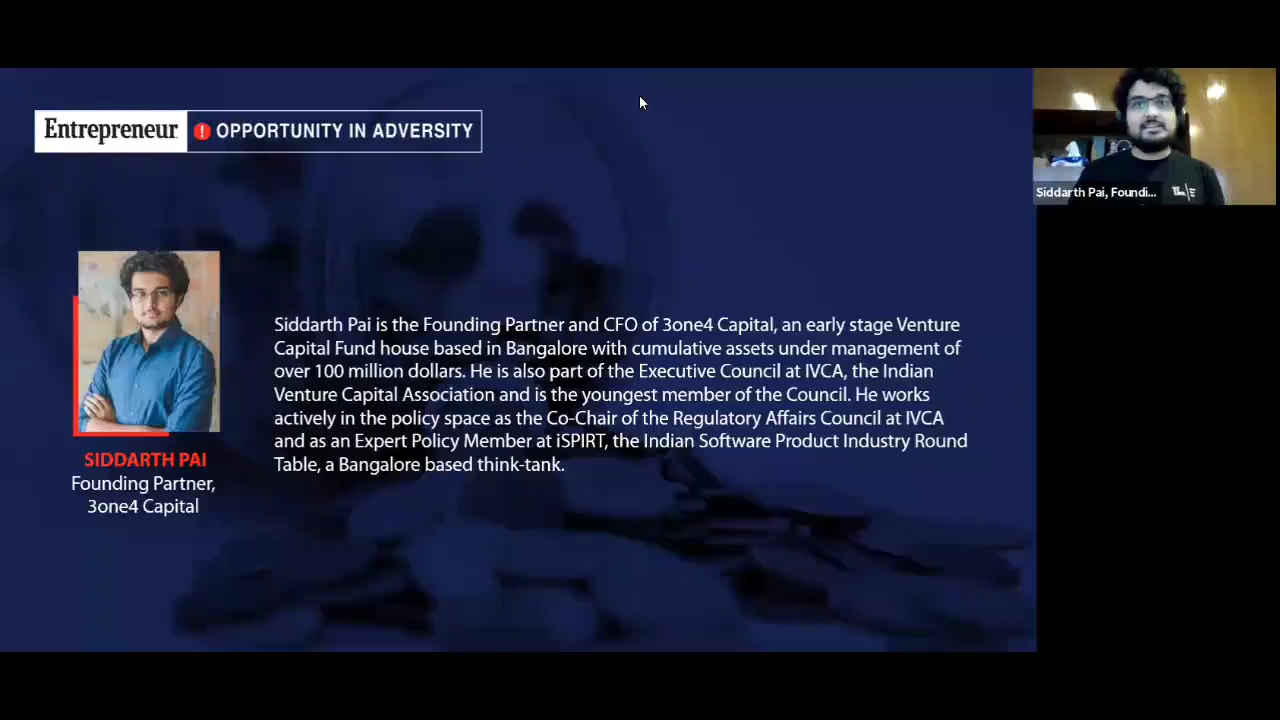 Entrepreneur ! OPPORTUNITY IN ADVERSITY
Siddarth Pai, Foundi...
Siddarth Pai is the Founding Partner and CFO of 3one4 Capital, an early stage Venture
Capital Fund house based in Bangalore with cumulative assets under management of
over 100 million dollars. He is also part of the Executive Council at IVCA, the Indian
Venture Capital Association and is the youngest member of the Council. He works
actively in the policy space as the Co-Chair of the Regulatory Affairs Council at IVCA
and as an Expert Policy Member at iSPIRT, the Indian Software Product Industry Round
Table, a Bangalore based think-tank.
SIDDARTH PAI
Founding Partner,
3one4 Capital